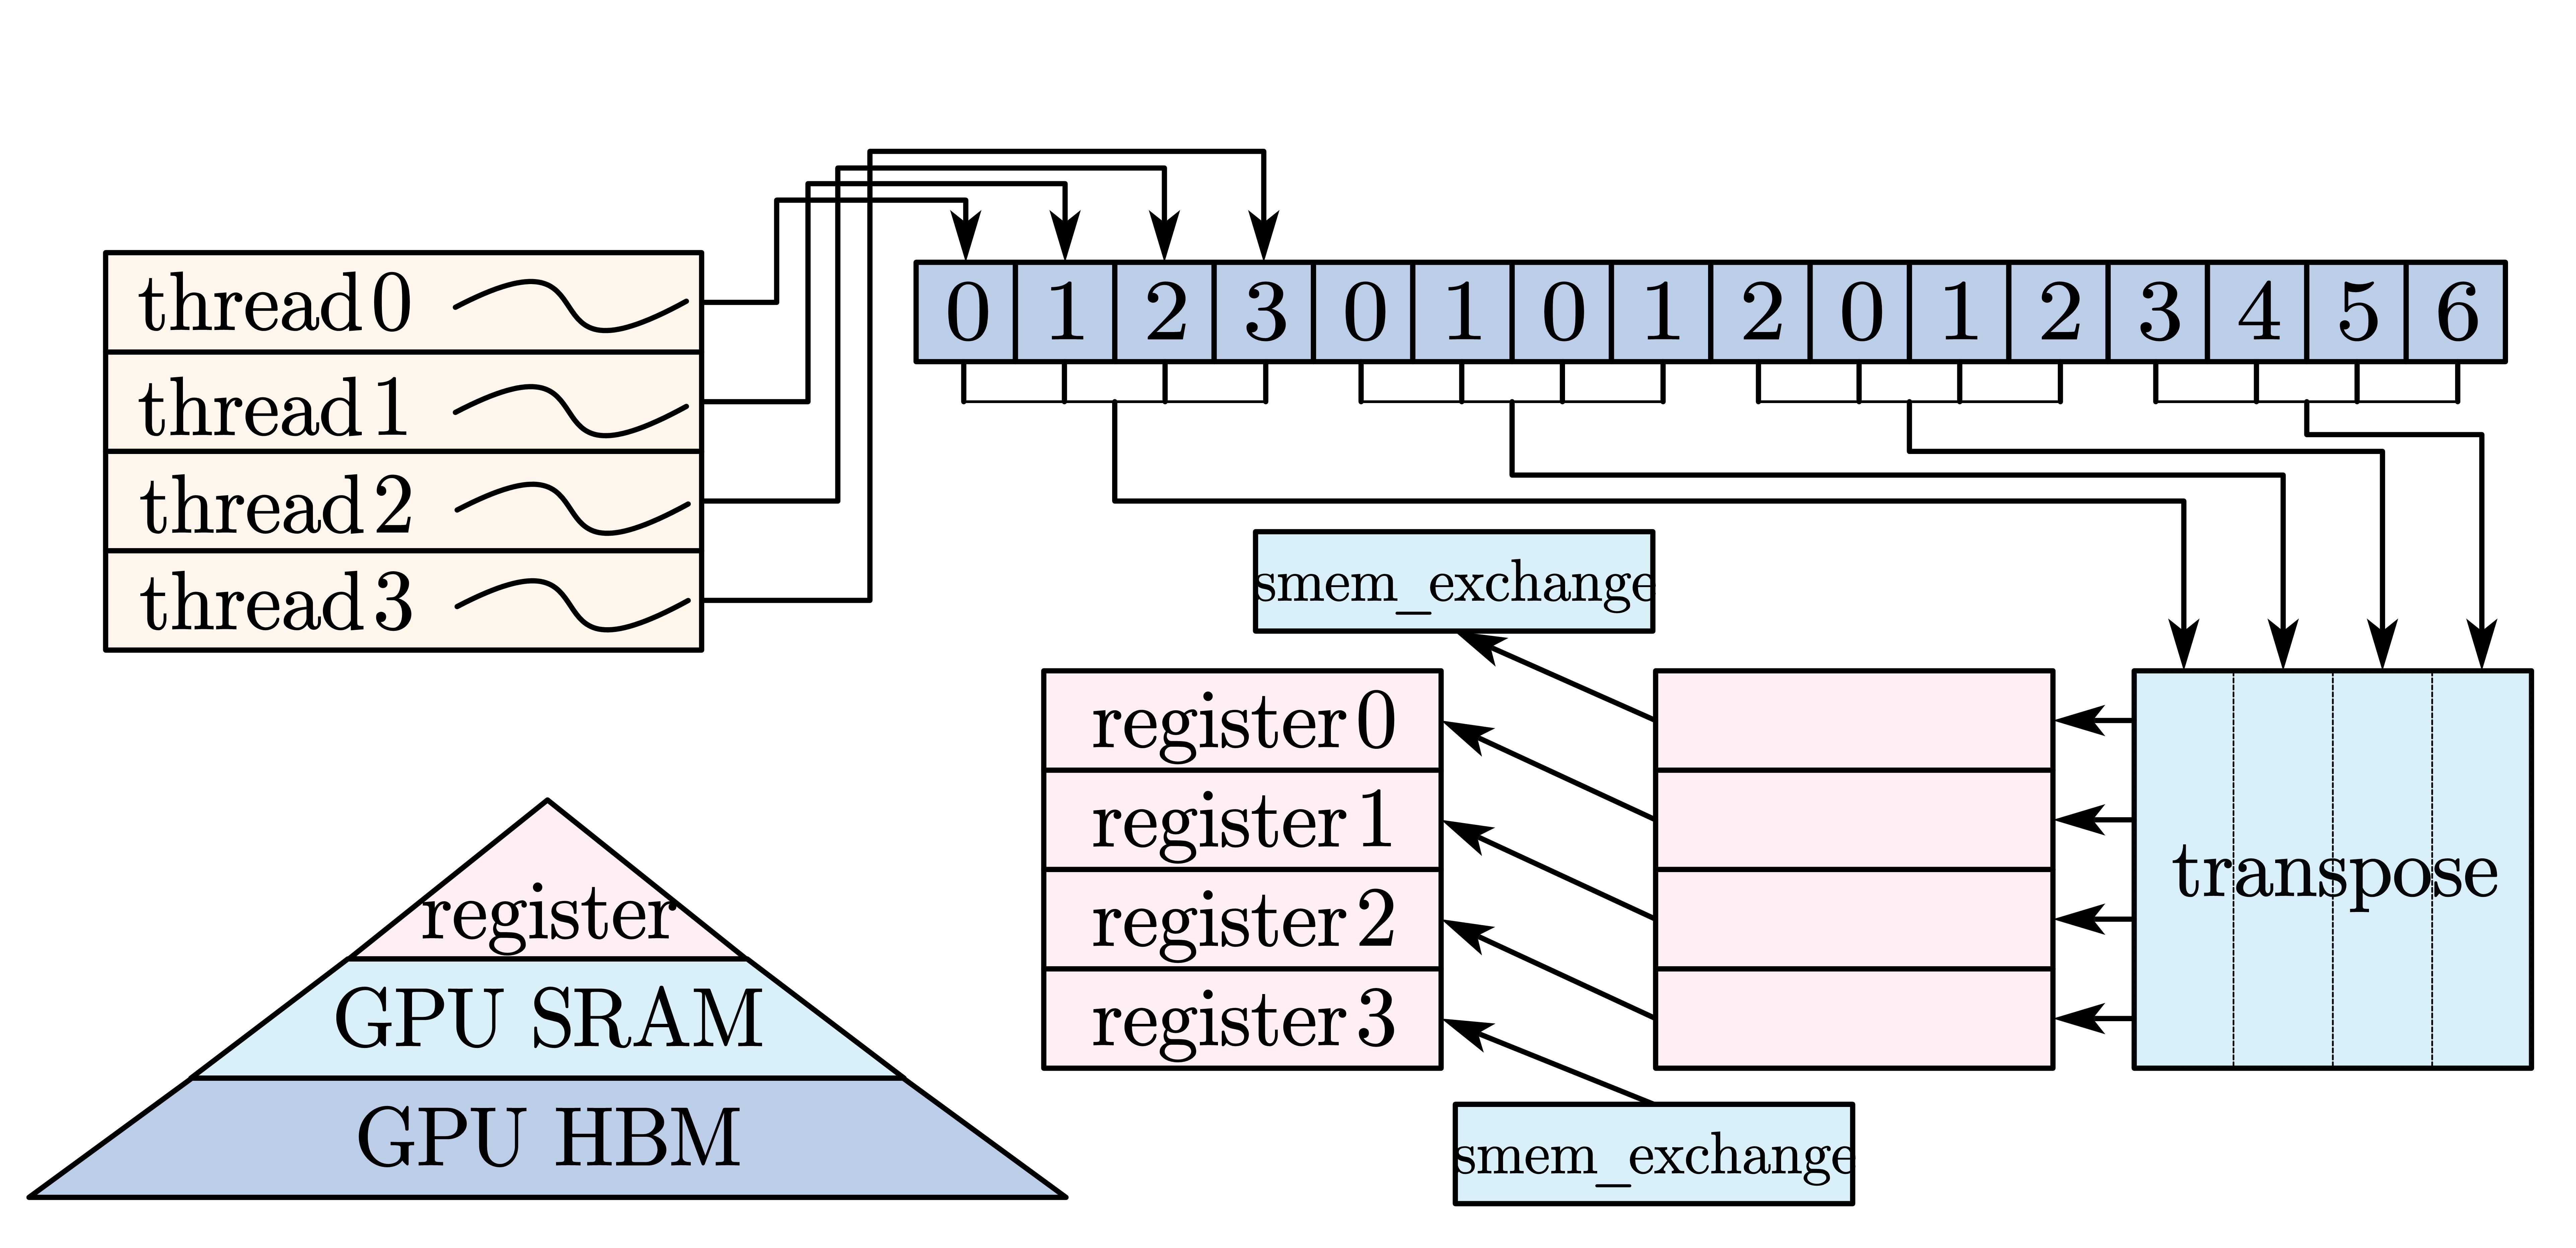 thread 0
thread 1
thread 2
thread 3
0 1 2 3 0 1 0 1 2 0 1 2 3 4 5 6
smem_exchange
register 0
register 1
register 2
register 3
transpose
smem_exchange
register
GPU SRAM
GPU HBM